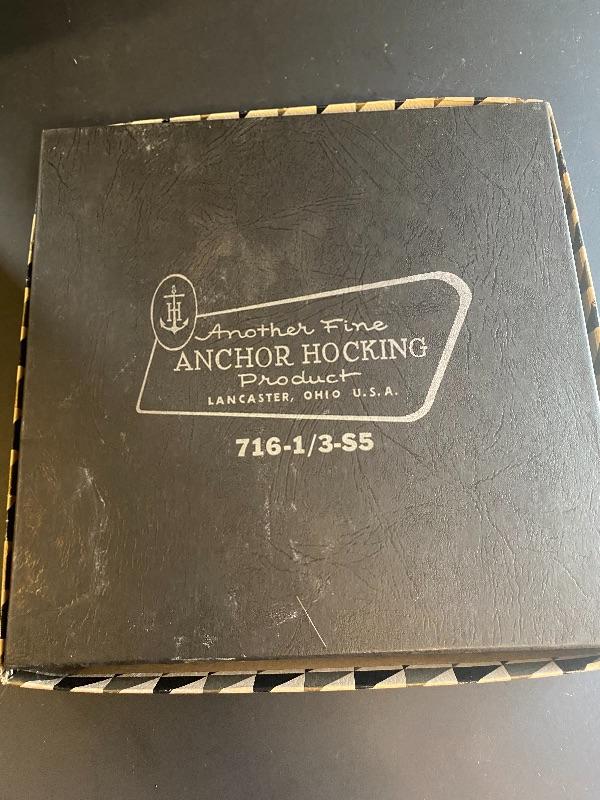 H
Another Fine
ANCHOR HOCKING
Product
LANCASTER, OHIO U.S.A.
716-1/3-S5